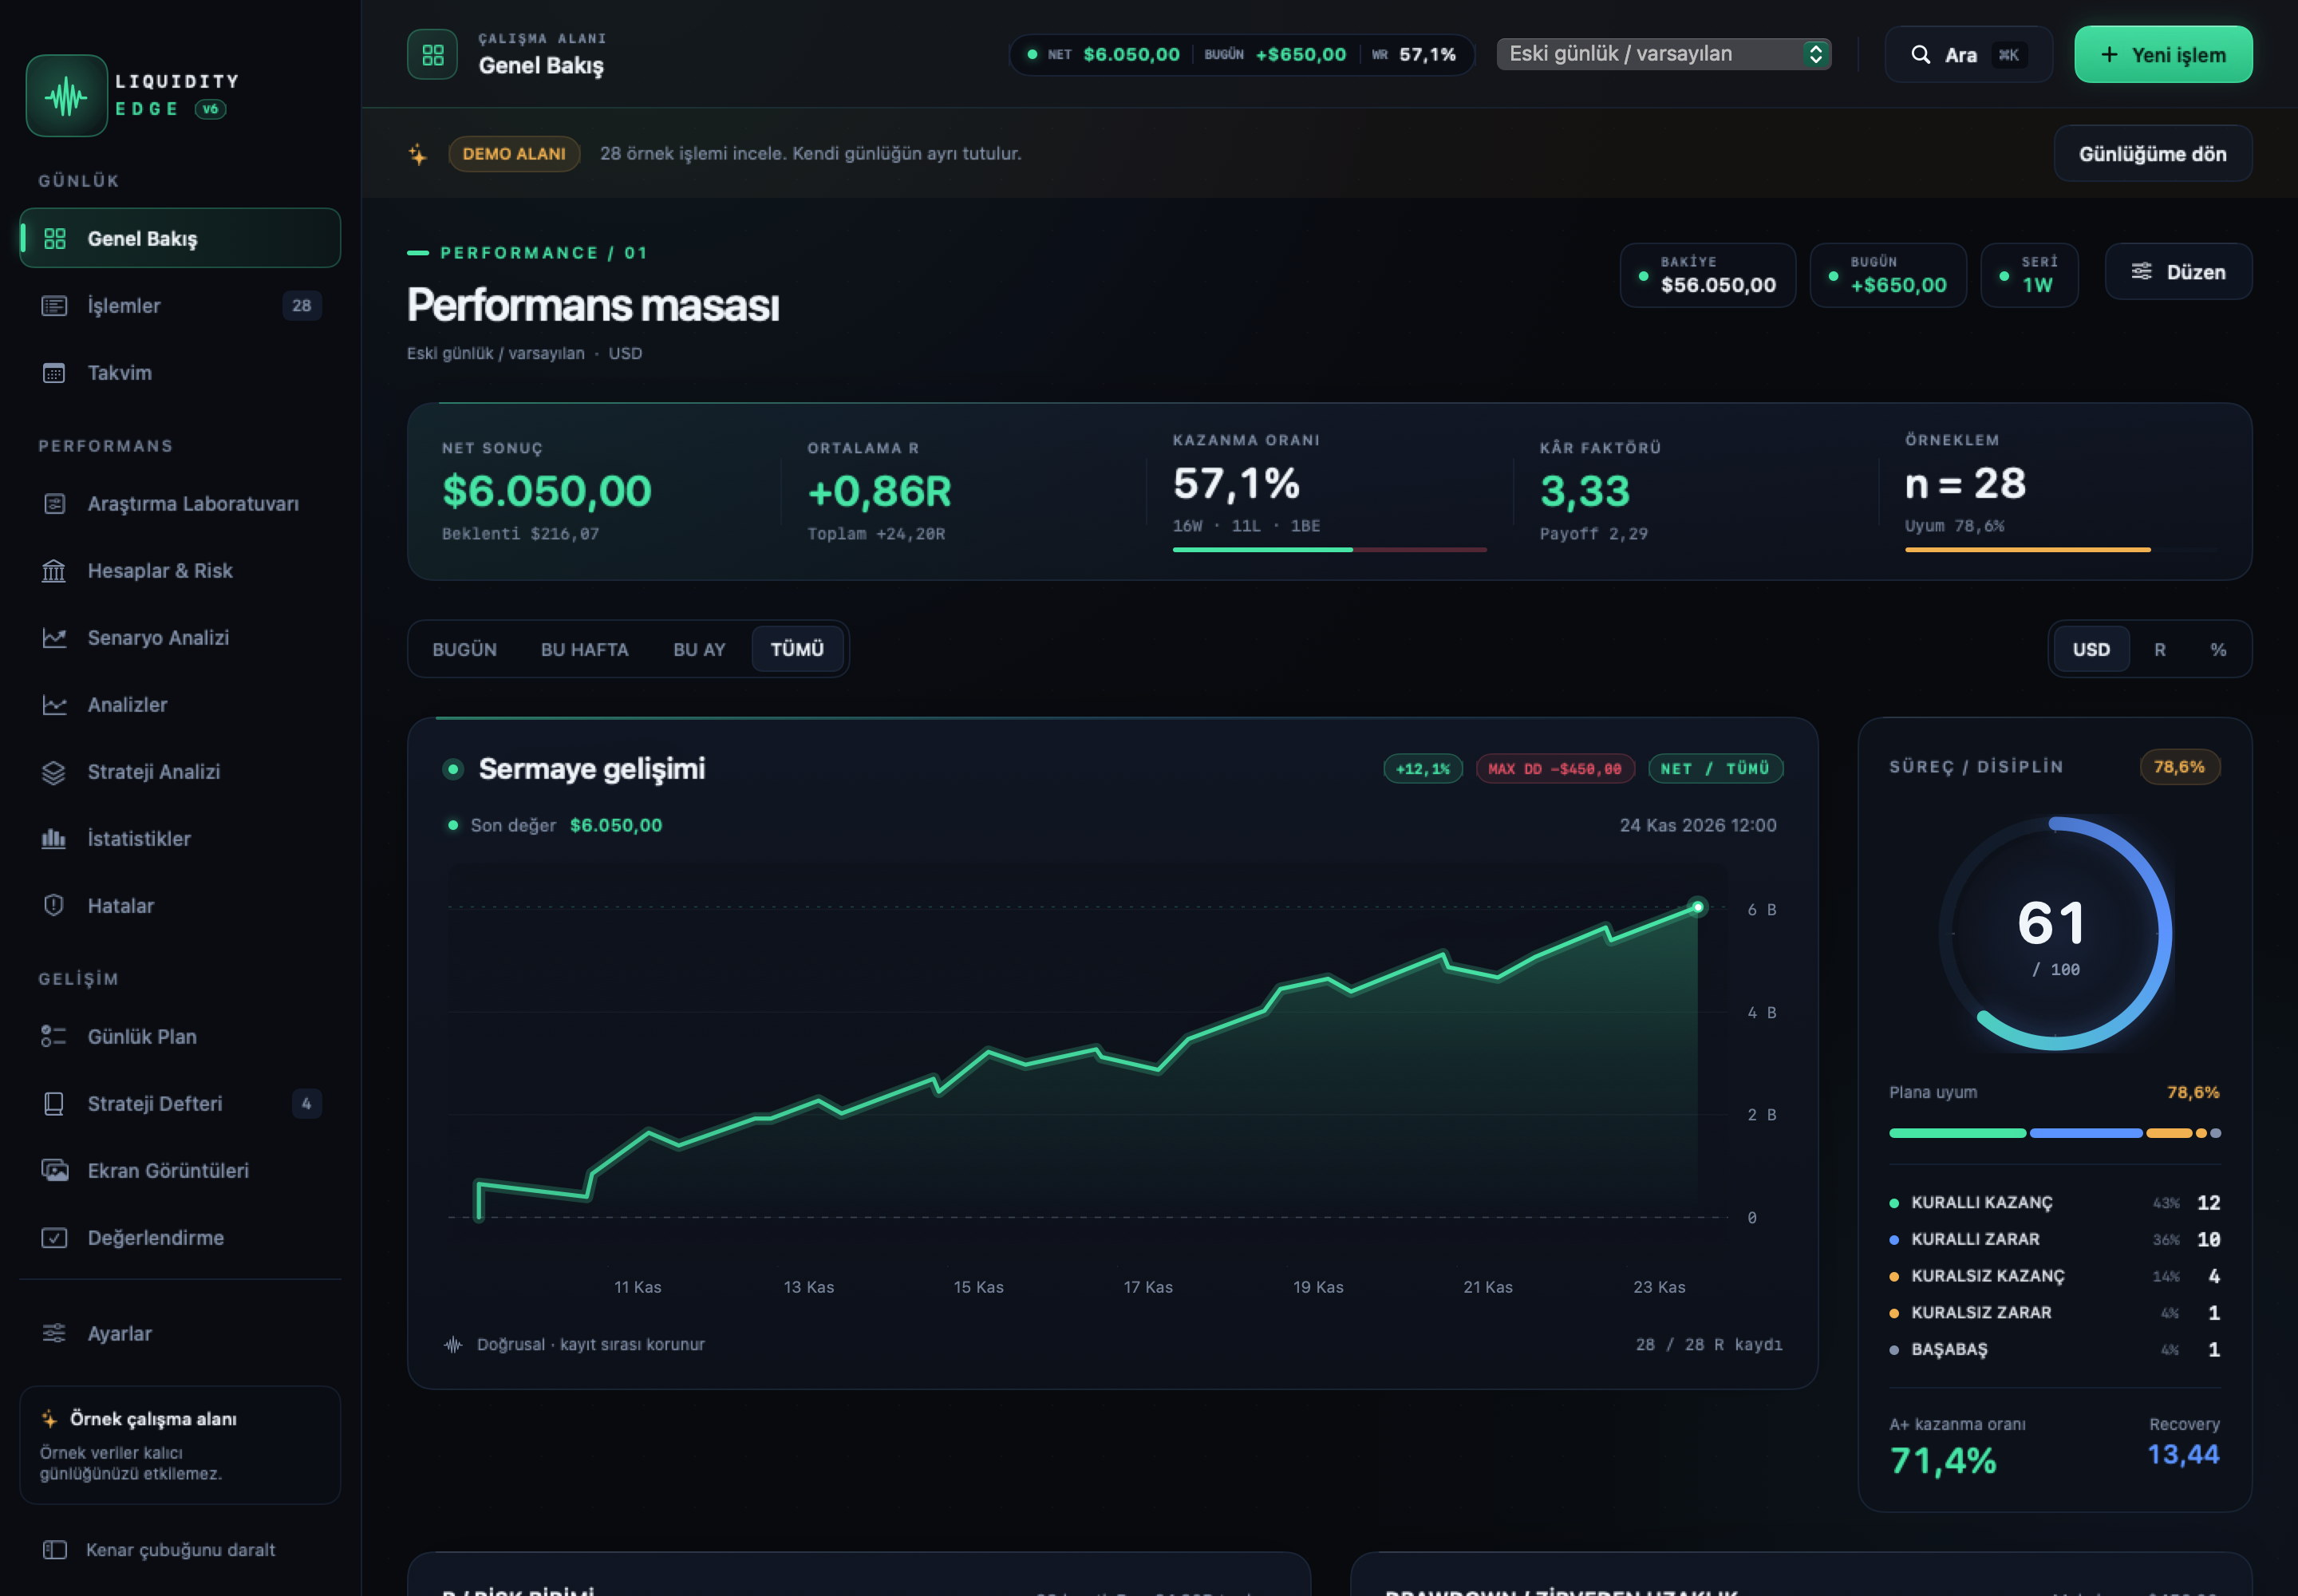 LIQUIDITY
EDGE v6
GÜNLÜK
Genel Bakış
İşlemler 28
Takvim
PERFORMANS
Araştırma Laboratuvarı
Hesaplar & Risk
Senaryo Analizi
Analizler
Strateji Analizi
İstatistikler
Hatalar
GELİŞİM
Günlük Plan
Strateji Defteri 4
Ekran Görüntüleri
Değerlendirme
Ayarlar
Örnek çalışma alanı
Örnek veriler kalıcı
günlüğünüzü etkilemez.
Kenar çubuğunu daralt
ÇALIŞMA ALANI
Genel Bakış
NET $6.050,00 BUGÜN +$650,00 WR 57,1%
Eski günlük / varsayılan
Ara ⌘K
+ Yeni işlem
DEMO ALANI 28 örnek işlemi incele. Kendi günlüğün ayrı tutulur.
Günlüğüme dön
PERFORMANCE / 01
Performans masası
Eski günlük / varsayılan · USD
BAKİYE
$56.050,00
BUGÜN
+$650,00
SERİ
1W
Düzen
NET SONUÇ
$6.050,00
Beklenti $216,07
ORTALAMA R
+0,86R
Toplam +24,20R
KAZANMA ORANI
57,1%
16W · 11L · 1BE
KÂR FAKTÖRÜ
3,33
Payoff 2,29
ÖRNEKLEM
n = 28
Uyum 78,6%
BUGÜN BU HAFTA BU AY TÜMÜ
USD R %
Sermaye gelişimi
+12,1% MAX DD −$450,00 NET / TÜMÜ
Son değer $6.050,00
24 Kas 2026 12:00
6 B
4 B
2 B
0
11 Kas 13 Kas 15 Kas 17 Kas 19 Kas 21 Kas 23 Kas
Doğrusal · kayıt sırası korunur
28 / 28 R kaydı
SÜREÇ / DİSİPLİN 78,6%
61
/ 100
Plana uyum 78,6%
KURALLI KAZANÇ 43% 12
KURALLI ZARAR 36% 10
KURALSIZ KAZANÇ 14% 4
KURALSIZ ZARAR 4% 1
BAŞABAŞ 4% 1
A+ kazanma oranı
71,4%
Recovery
13,44
R / RİSK BİRİMİ
DRAWDOWN / ZİRVEDEN UZAKLIK